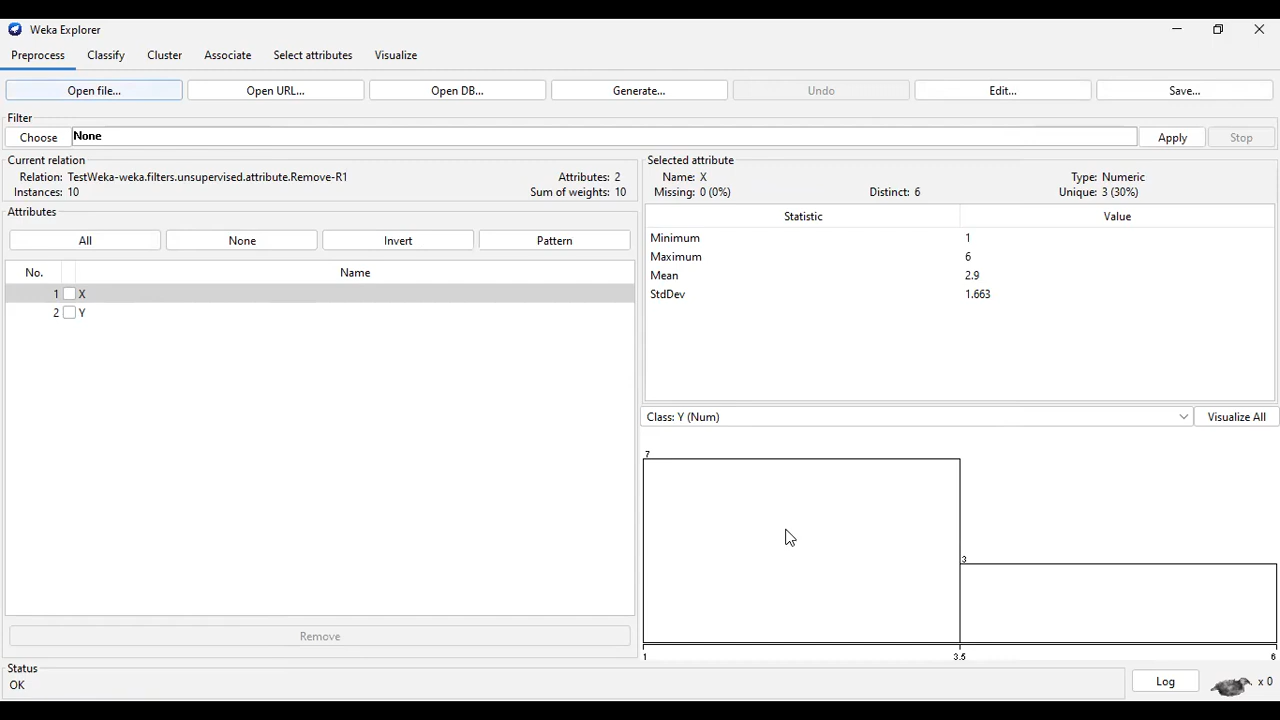 Weka Explorer
Preprocess Classify Cluster Associate Select attributes Visualize
Open file... Open URL... Open DB... Generate... Undo Edit... Save...
Filter
Choose None Apply Stop
Current relation
Relation: TestWeka-weka.filters.unsupervised.attribute.Remove-R1 Attributes: 2
Instances: 10 Sum of weights: 10
Attributes
All None Invert Pattern
No. Name
1 X
2 Y
Remove
Selected attribute
Name: X Type: Numeric
Missing: 0 (0%) Distinct: 6 Unique: 3 (30%)
Statistic Value
Minimum 1
Maximum 6
Mean 2.9
StdDev 1.663
Class: Y (Num) Visualize All
7
3
1 3.5 6
Status
OK
Log x 0